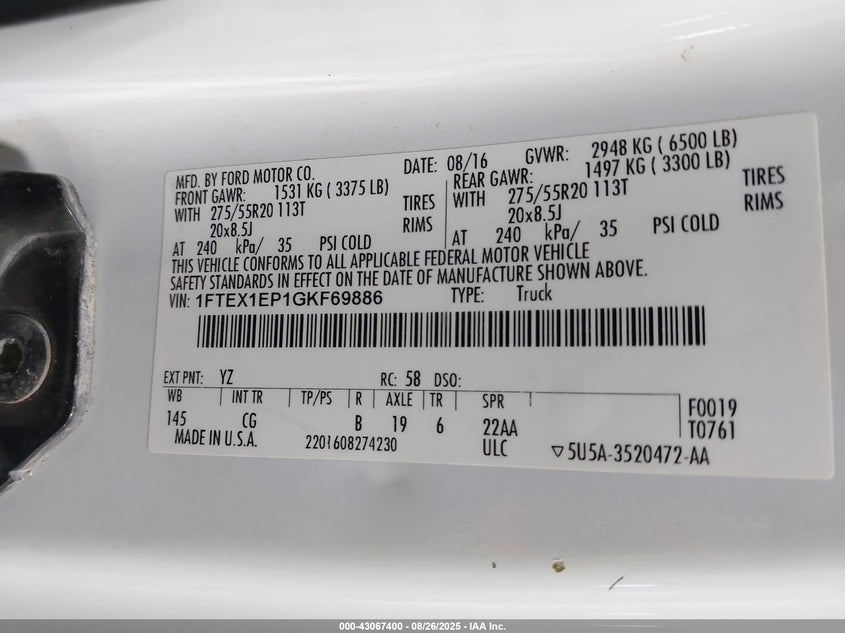 MFD. BY FORD MOTOR CO. DATE: 08/16 GVWR: 2948 KG ( 6500 LB)
FRONT GAWR: 1531 KG ( 3375 LB) REAR GAWR: 1497 KG ( 3300 LB)
WITH 275/55R20 113T TIRES WITH 275/55R20 113T TIRES
20x8.5J RIMS 20x8.5J RIMS
AT 240 kPa/ 35 PSI COLD AT 240 kPa/ 35 PSI COLD
THIS VEHICLE CONFORMS TO ALL APPLICABLE FEDERAL MOTOR VEHICLE
SAFETY STANDARDS IN EFFECT ON THE DATE OF MANUFACTURE SHOWN ABOVE.
VIN: 1FTEX1EP1GKF69886 TYPE: Truck
EXT PNT: YZ RC: 58 DSO:
WB INT TR TP/PS R AXLE TR SPR F0019
145 CG B 19 6 22AA T0761
MADE IN U.S.A. 2201608274230 ULC ▽5U5A-3520472-AA
000-43067400 - 08/26/2025 - IAA Inc.